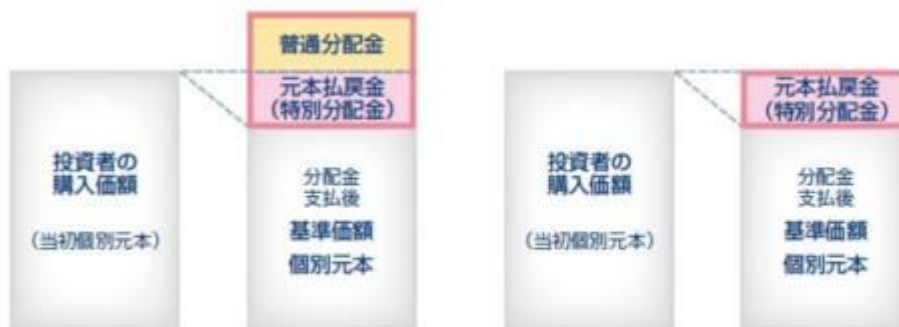 普通分配金
元本払戻金
（特別分配金）
投資者の
購入価額
（当初個別元本）
分配金
支払後
基準価額
個別元本
元本払戻金
（特別分配金）
投資者の
購入価額
（当初個別元本）
分配金
支払後
基準価額
個別元本